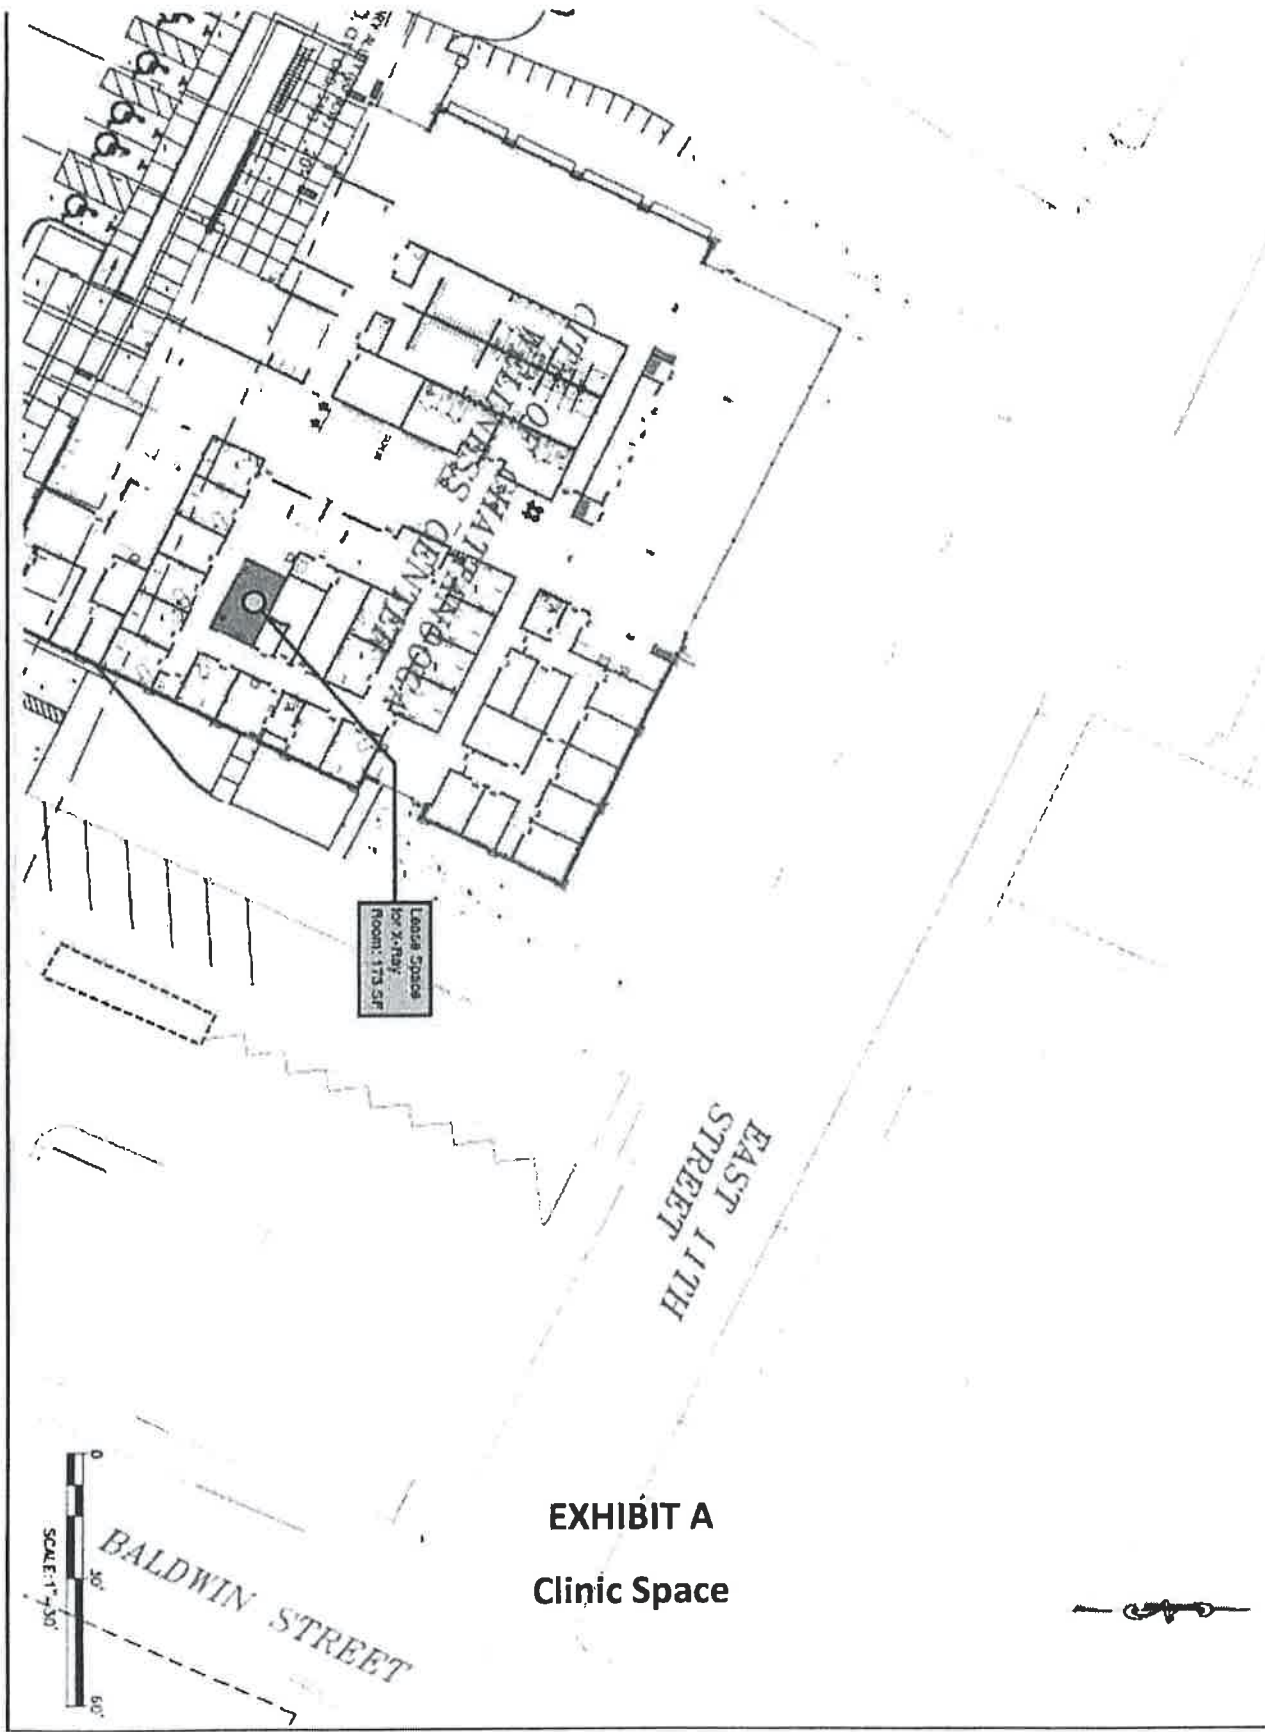 CITY OF CHATTANOOGA
WELLNESS CENTER
Lease Space
for X-Ray
Room: 173 SF
EAST 11TH
STREET
EXHIBIT A
Clinic Space
BALDWIN STREET
0
30'
60'
SCALE: 1"=30'